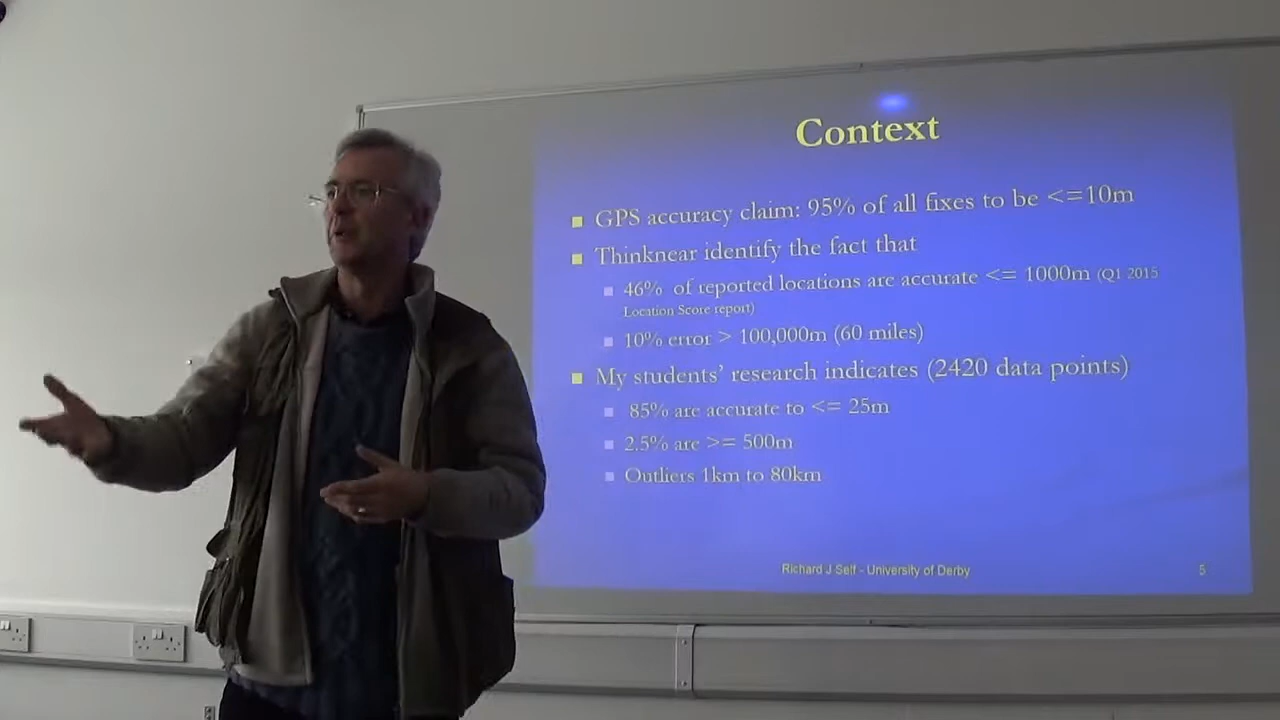 Context
GPS accuracy claim: 95% of all fixes to be <=10m
Thinknear identify the fact that
46% of reported locations are accurate <= 1000m (Q1 2015
Location Score report)
10% error > 100,000m (60 miles)
My students' research indicates (2420 data points)
85% are accurate to <= 25m
2.5% are >= 500m
Outliers 1km to 80km
Richard J Self - University of Derby 5